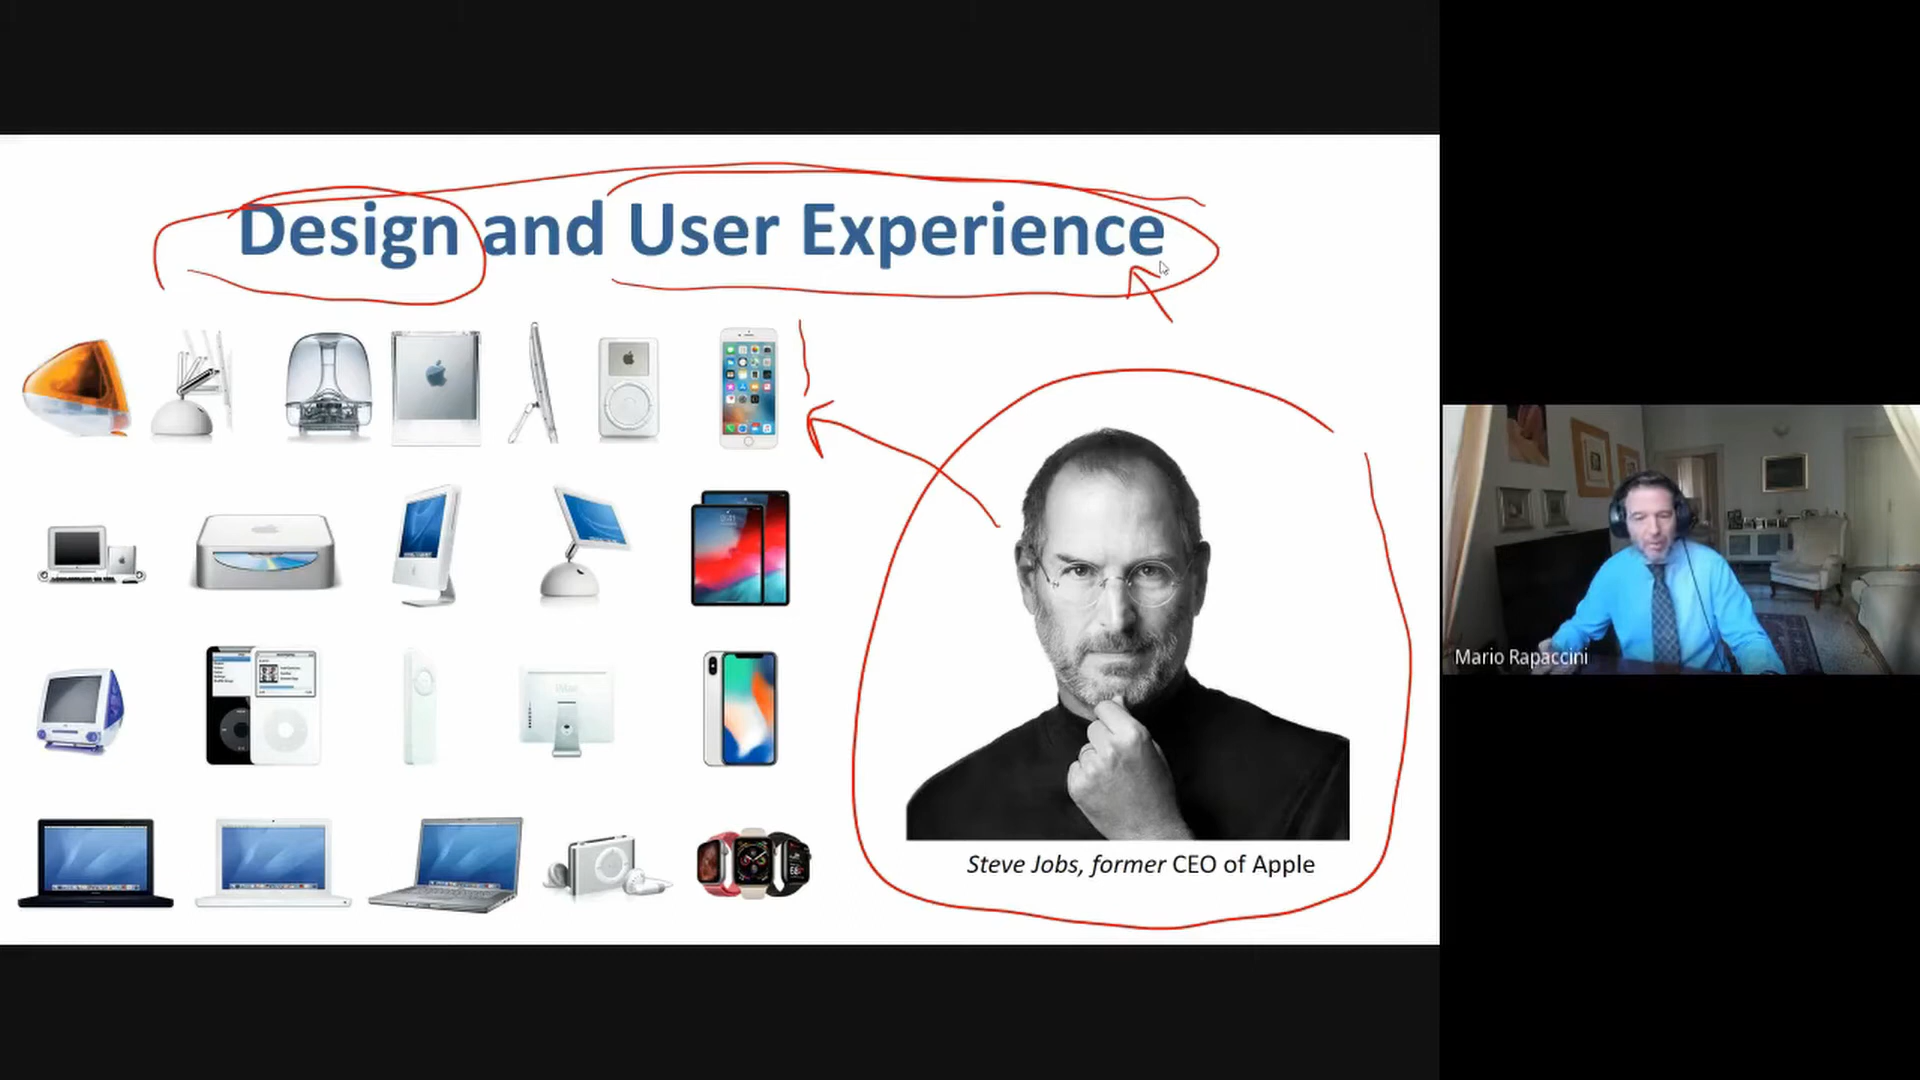 Design and User Experience
Steve Jobs, former CEO of Apple
Mario Rapaccini